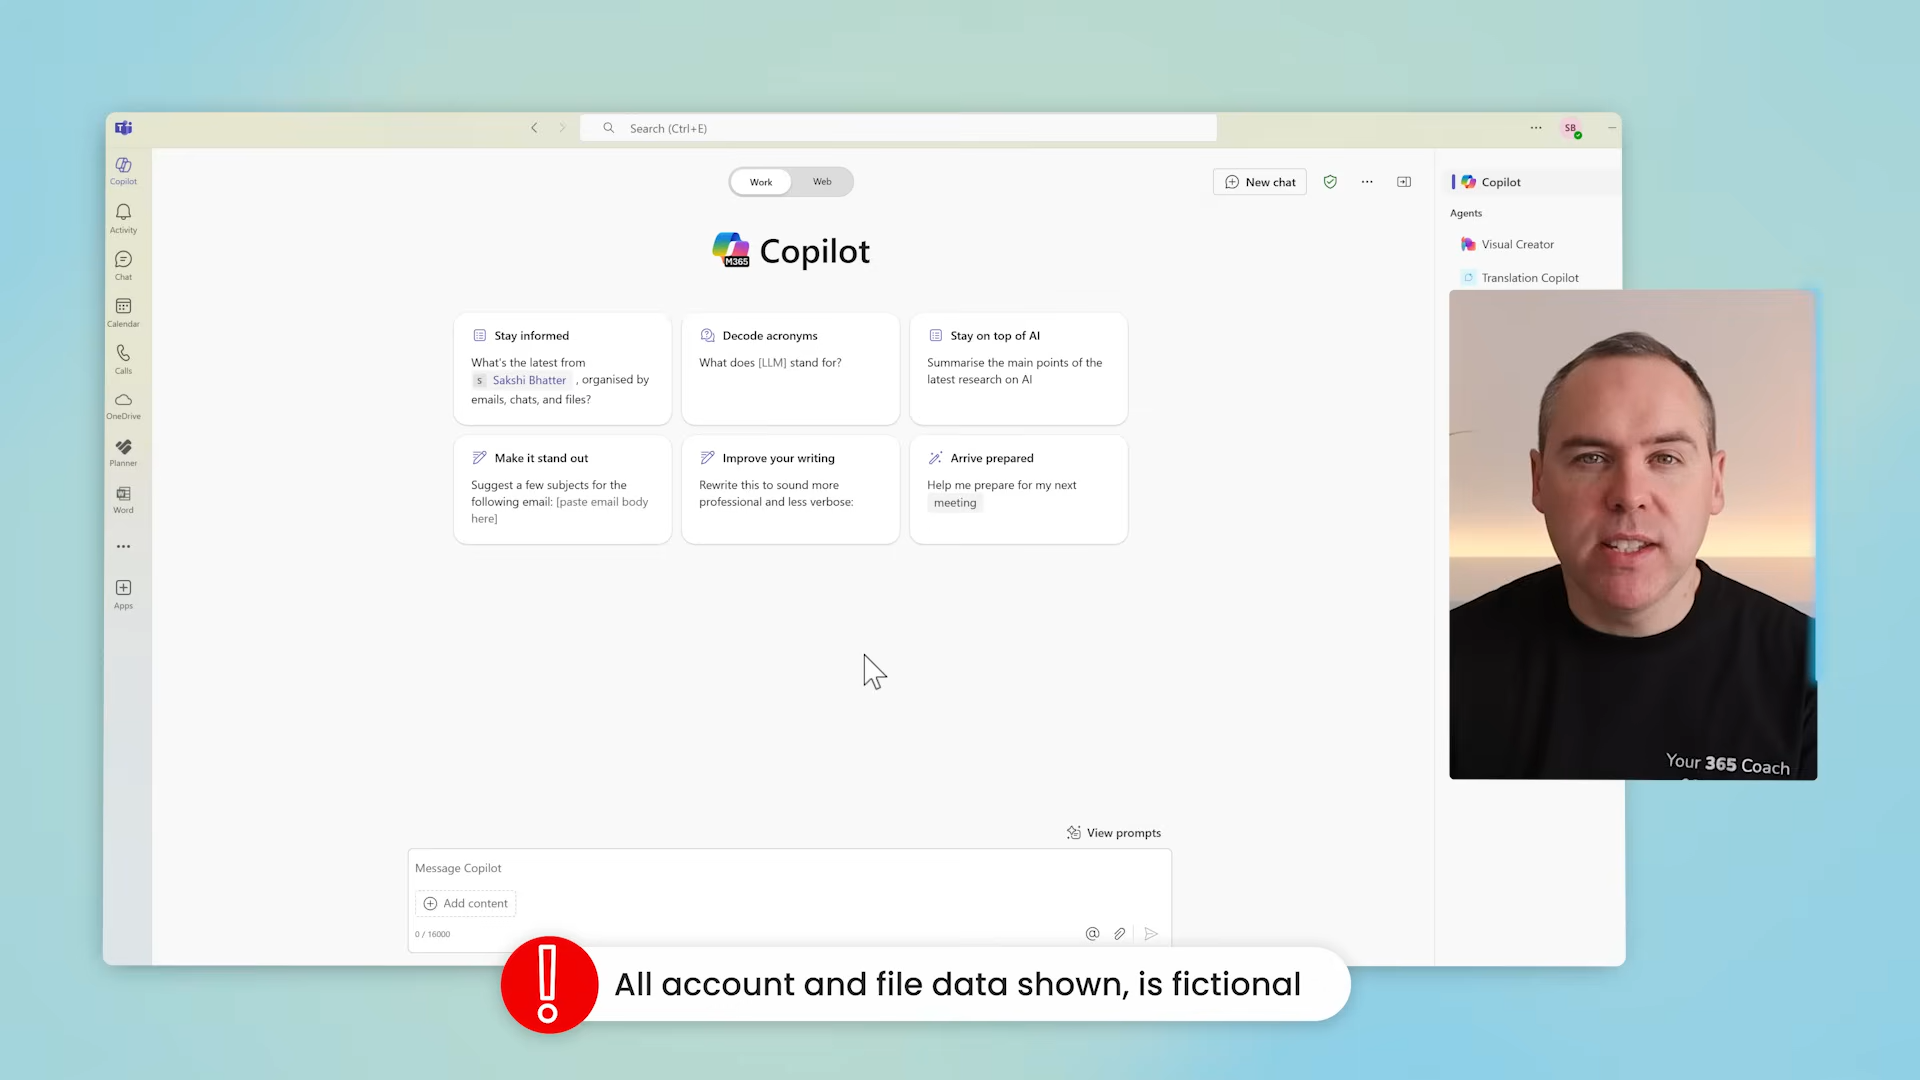 Search (Ctrl+E)
SB
Copilot
Activity
Chat
Calendar
Calls
OneDrive
Planner
Word
Apps
Work
Web
New chat
M365 Copilot
Stay informed
What's the latest from
S Sakshi Bhatter , organised by
emails, chats, and files?
Decode acronyms
What does [LLM] stand for?
Stay on top of AI
Summarise the main points of the
latest research on AI
Make it stand out
Suggest a few subjects for the
following email: [paste email body
here]
Improve your writing
Rewrite this to sound more
professional and less verbose:
Arrive prepared
Help me prepare for my next
meeting
View prompts
Message Copilot
Add content
0 / 16000
Copilot
Agents
Visual Creator
Translation Copilot
Your 365 Coach
All account and file data shown, is fictional